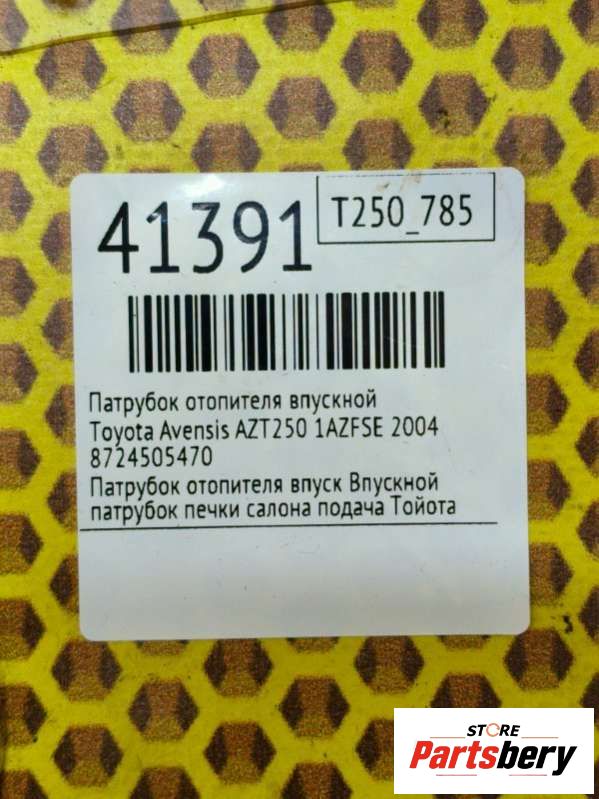 41391
T250_785
Патрубок отопителя впускной
Toyota Avensis AZT250 1AZFSE 2004
8724505470
Патрубок отопителя впуск Впускной
патрубок печки салона подача Тойота
STORE
Partsbery